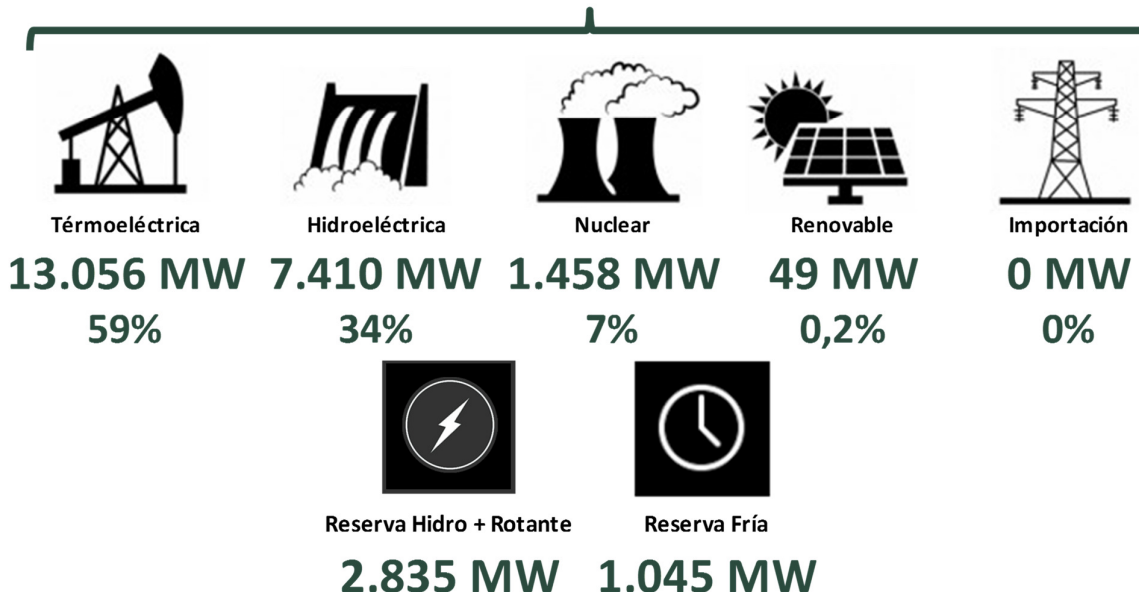 Térmoeléctrica Hidroeléctrica Nuclear Renovable Importación
13.056 MW 7.410 MW 1.458 MW 49 MW 0 MW
59% 34% 7% 0,2% 0%
Reserva Hidro + Rotante Reserva Fría
2.835 MW 1.045 MW